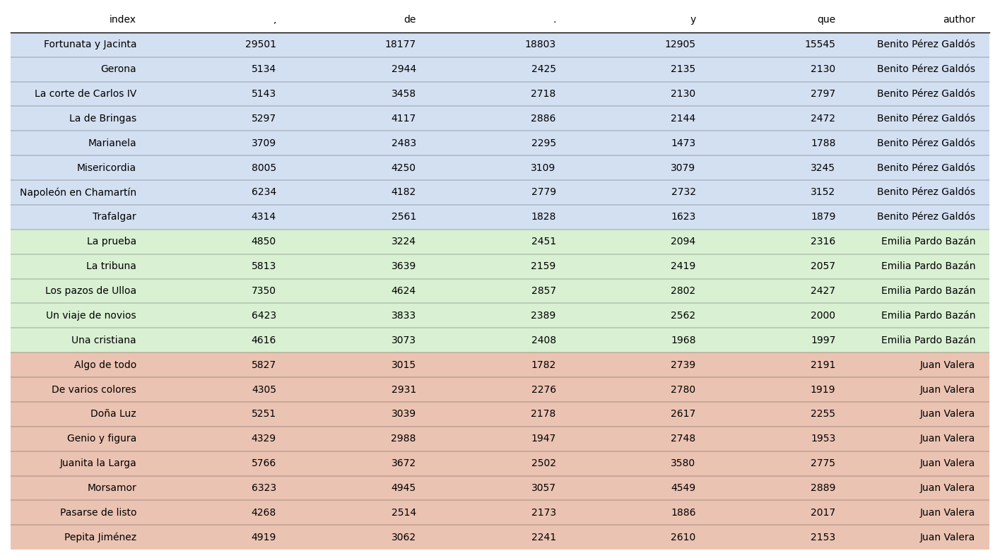 index , de . y que author
Fortunata y Jacinta 29501 18177 18803 12905 15545 Benito Pérez Galdós
Gerona 5134 2944 2425 2135 2130 Benito Pérez Galdós
La corte de Carlos IV 5143 3458 2718 2130 2797 Benito Pérez Galdós
La de Bringas 5297 4117 2886 2144 2472 Benito Pérez Galdós
Marianela 3709 2483 2295 1473 1788 Benito Pérez Galdós
Misericordia 8005 4250 3109 3079 3245 Benito Pérez Galdós
Napoleón en Chamartín 6234 4182 2779 2732 3152 Benito Pérez Galdós
Trafalgar 4314 2561 1828 1623 1879 Benito Pérez Galdós
La prueba 4850 3224 2451 2094 2316 Emilia Pardo Bazán
La tribuna 5813 3639 2159 2419 2057 Emilia Pardo Bazán
Los pazos de Ulloa 7350 4624 2857 2802 2427 Emilia Pardo Bazán
Un viaje de novios 6423 3833 2389 2562 2000 Emilia Pardo Bazán
Una cristiana 4616 3073 2408 1968 1997 Emilia Pardo Bazán
Algo de todo 5827 3015 1782 2739 2191 Juan Valera
De varios colores 4305 2931 2276 2780 1919 Juan Valera
Doña Luz 5251 3039 2178 2617 2255 Juan Valera
Genio y figura 4329 2988 1947 2748 1953 Juan Valera
Juanita la Larga 5766 3672 2502 3580 2775 Juan Valera
Morsamor 6323 4945 3057 4549 2889 Juan Valera
Pasarse de listo 4268 2514 2173 1886 2017 Juan Valera
Pepita Jiménez 4919 3062 2241 2610 2153 Juan Valera